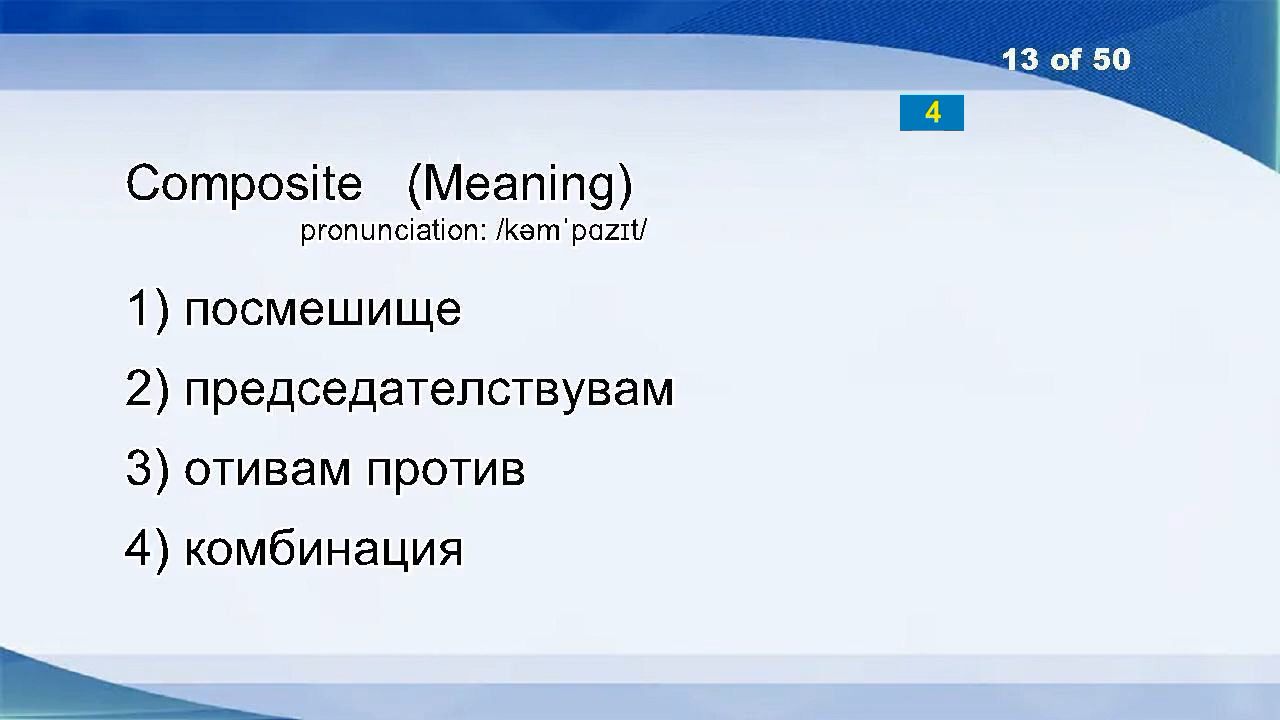 13 of 50
4
Composite (Meaning)
pronunciation: /kəmˈpɑzɪt/
1) посмешище
2) председателствувам
3) отивам против
4) комбинация